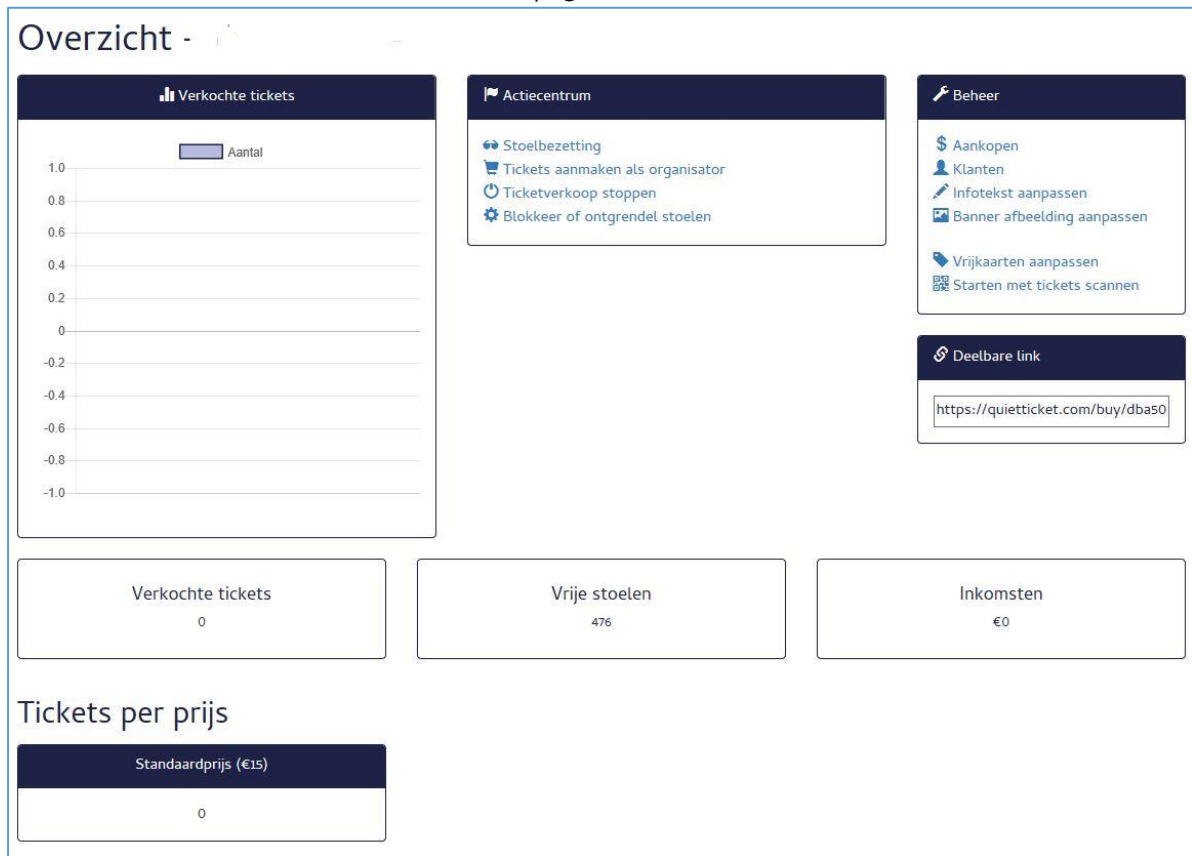 Overzicht -
Verkochte tickets
Aantal
1.0
0.8
0.6
0.4
0.2
0
-0.2
-0.4
-0.6
-0.8
-1.0
Actiecentrum
Stoelbezetting
Tickets aanmaken als organisator
Ticketverkoop stoppen
Blokkeer of ontgrendel stoelen
Beheer
Aankopen
Klanten
Infotekst aanpassen
Banner afbeelding aanpassen
Vrijkaarten aanpassen
Starten met tickets scannen
Deelbare link
https://quietticket.com/buy/dba50
Verkochte tickets
0
Vrije stoelen
476
Inkomsten
€0
Tickets per prijs
Standaardprijs (€15)
0